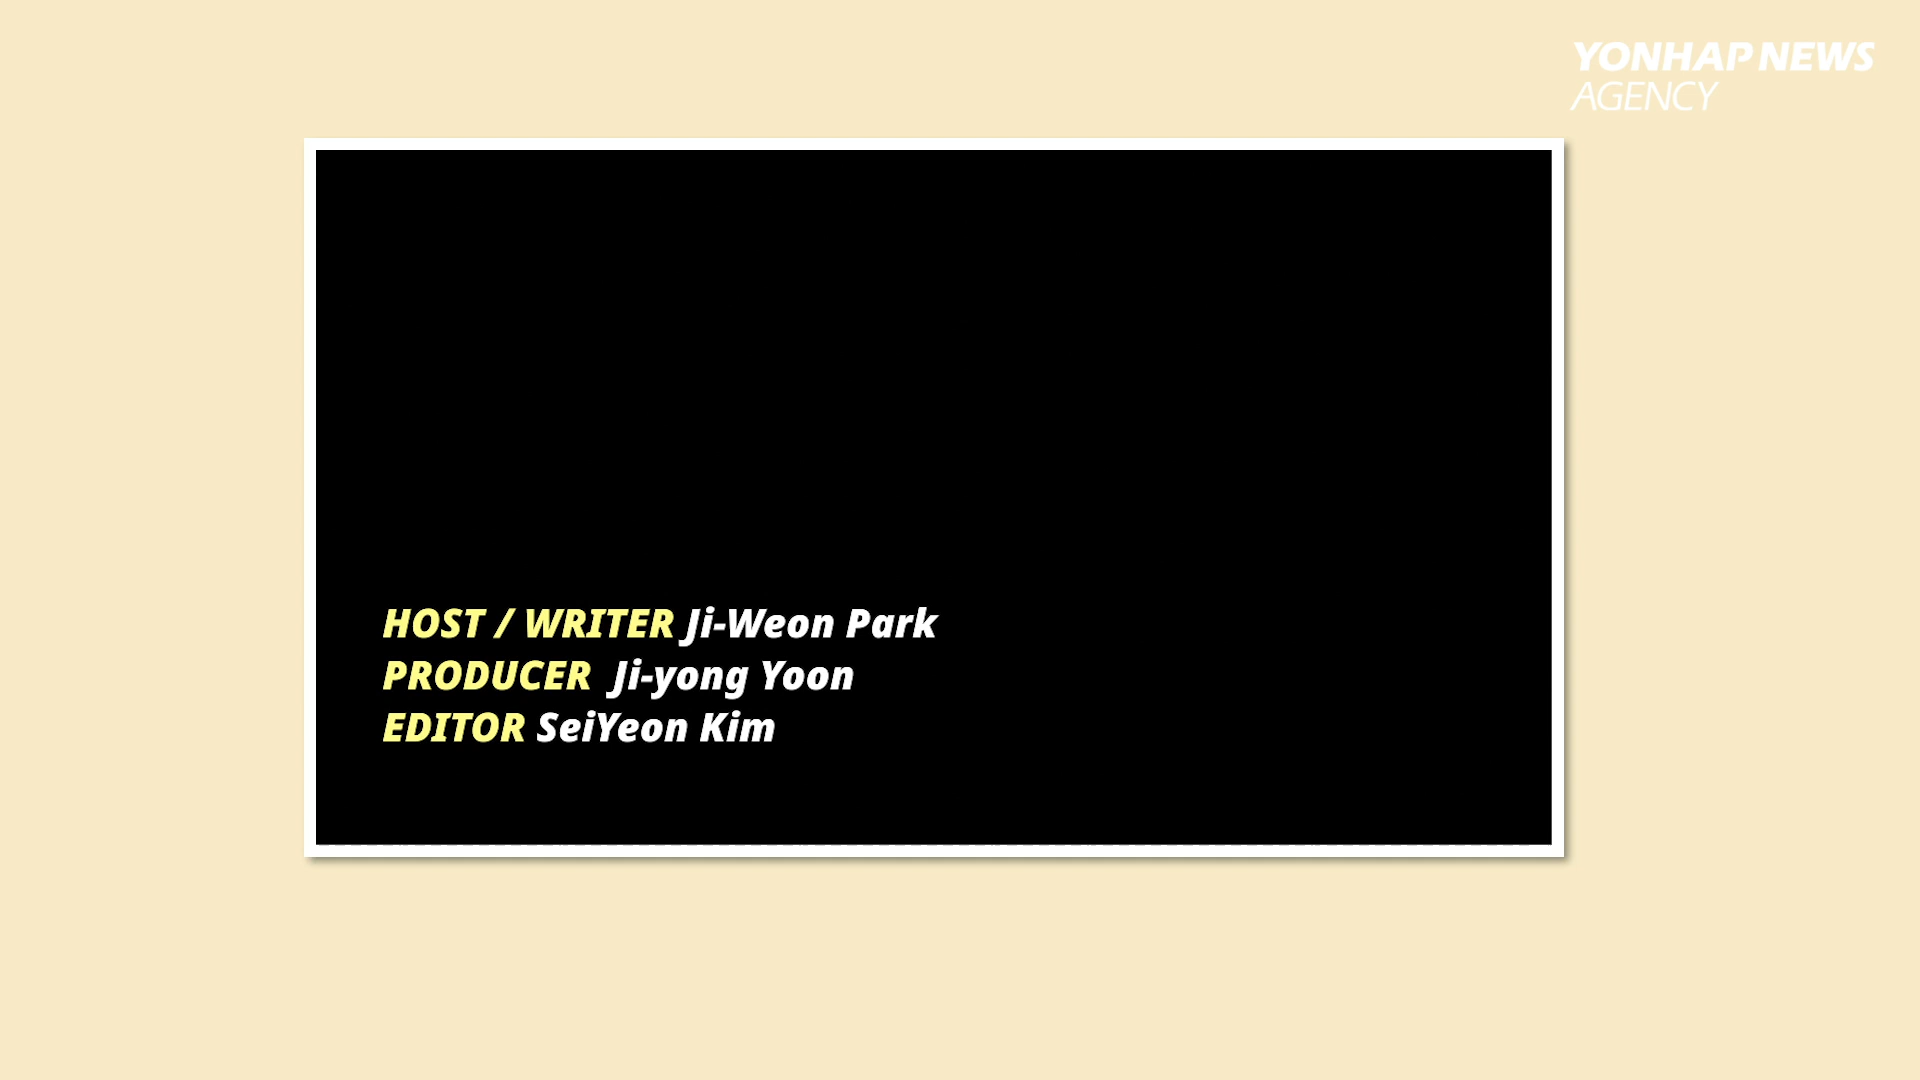 YONHAP NEWS
AGENCY
HOST / WRITER Ji-Weon Park
PRODUCER Ji-yong Yoon
EDITOR SeiYeon Kim